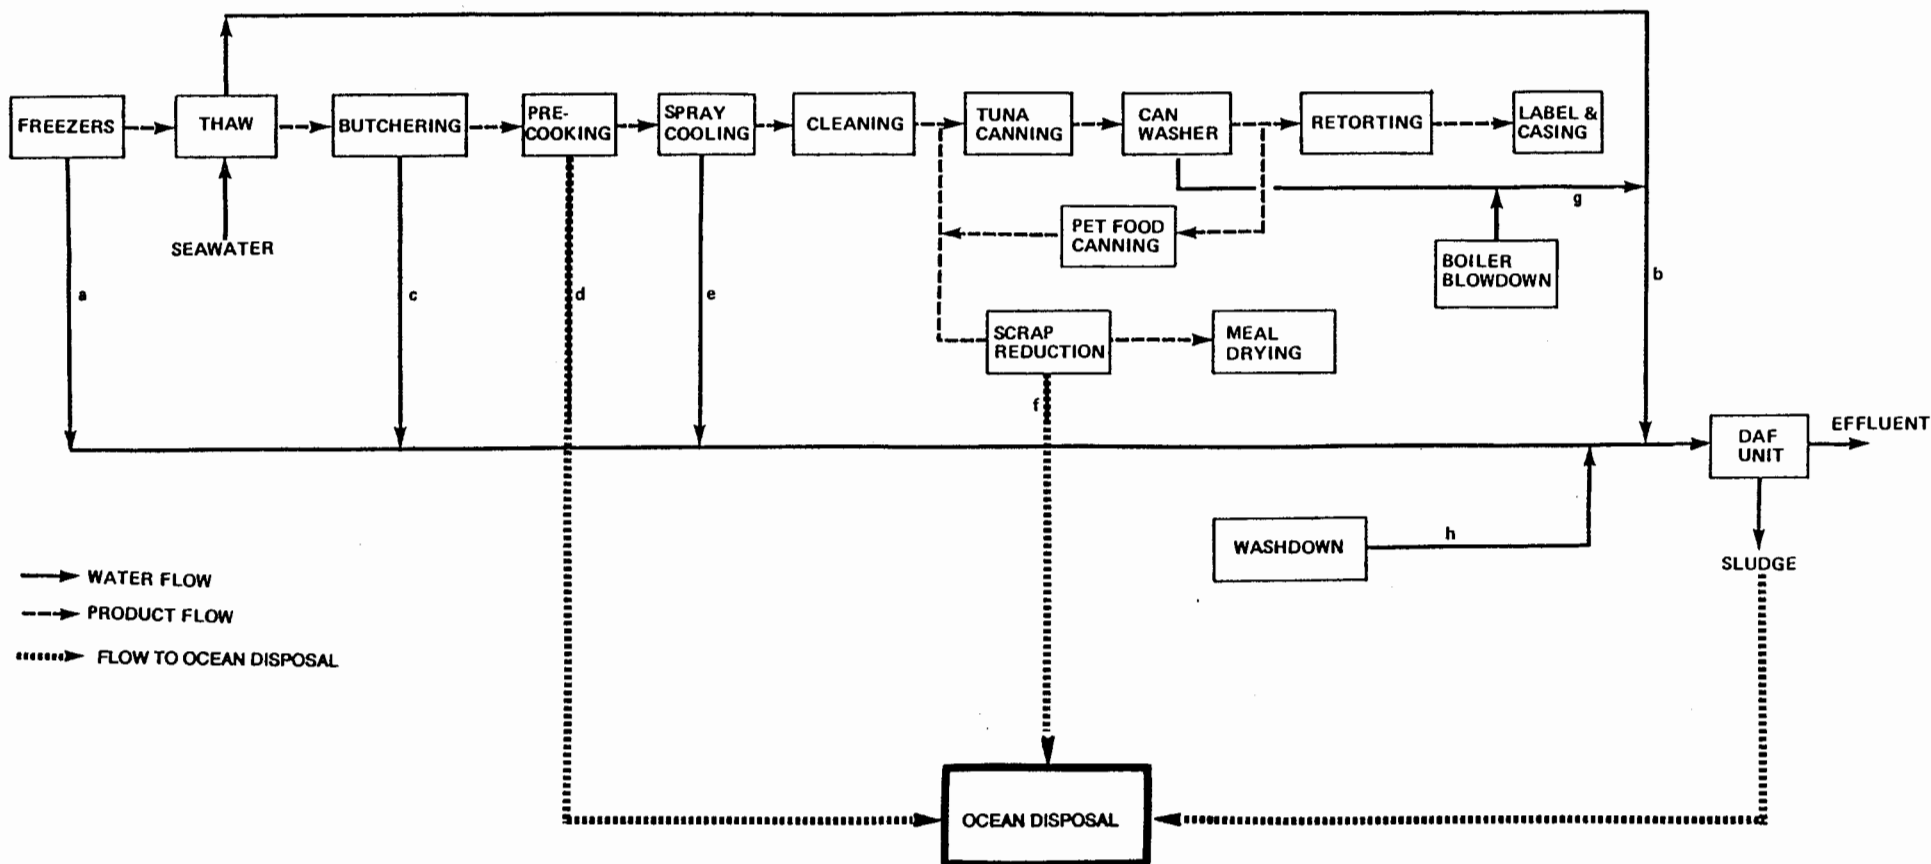 FREEZERS
THAW
BUTCHERING
PRE-
COOKING
SPRAY
COOLING
CLEANING
TUNA
CANNING
CAN
WASHER
RETORTING
LABEL &
CASING
SEAWATER
g
PET FOOD
CANNING
BOILER
BLOWDOWN
a
c
d
e
b
SCRAP
REDUCTION
MEAL
DRYING
f
DAF
UNIT
EFFLUENT
WASHDOWN
h
SLUDGE
WATER FLOW
PRODUCT FLOW
FLOW TO OCEAN DISPOSAL
OCEAN DISPOSAL